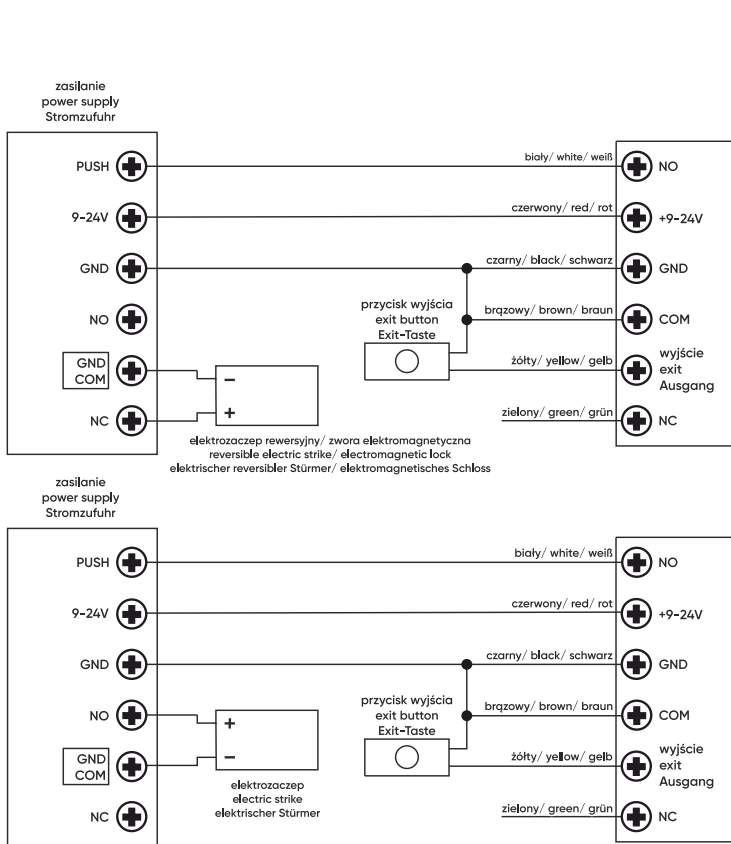 zasilanie
power supply
Stromzufuhr
PUSH
biały/ white/ weiß
NO
9-24V
czerwony/ red/ rot
+9-24V
GND
czarny/ black/ schwarz
GND
NO
przycisk wyjścia
exit button
Exit-Taste
brązowy/ brown/ braun
COM
GND
COM
żółty/ yellow/ gelb
wyjście
exit
Ausgang
−
+
NC
zielony/ green/ grün
NC
elektrozaczep rewersyjny/ zwora elektromagnetyczna
reversible electric strike/ electromagnetic lock
elektrischer reversibler Stürmer/ elektromagnetisches Schloss
zasilanie
power supply
Stromzufuhr
PUSH
biały/ white/ weiß
NO
9-24V
czerwony/ red/ rot
+9-24V
GND
czarny/ black/ schwarz
GND
NO
+
−
przycisk wyjścia
exit button
Exit-Taste
brązowy/ brown/ braun
COM
GND
COM
żółty/ yellow/ gelb
wyjście
exit
Ausgang
elektrozaczep
electric strike
elektrischer Stürmer
NC
zielony/ green/ grün
NC